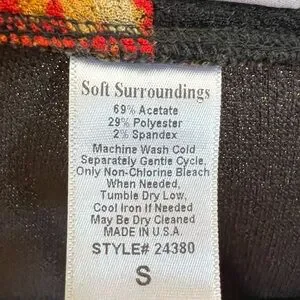 Soft Surroundings
69% Acetate
29% Polyester
2% Spandex
Machine Wash Cold
Separately Gentle Cycle,
Only Non-Chlorine Bleach
When Needed,
Tumble Dry Low,
Cool Iron If Needed
May Be Dry Cleaned
MADE IN U.S.A.
STYLE# 24380
S